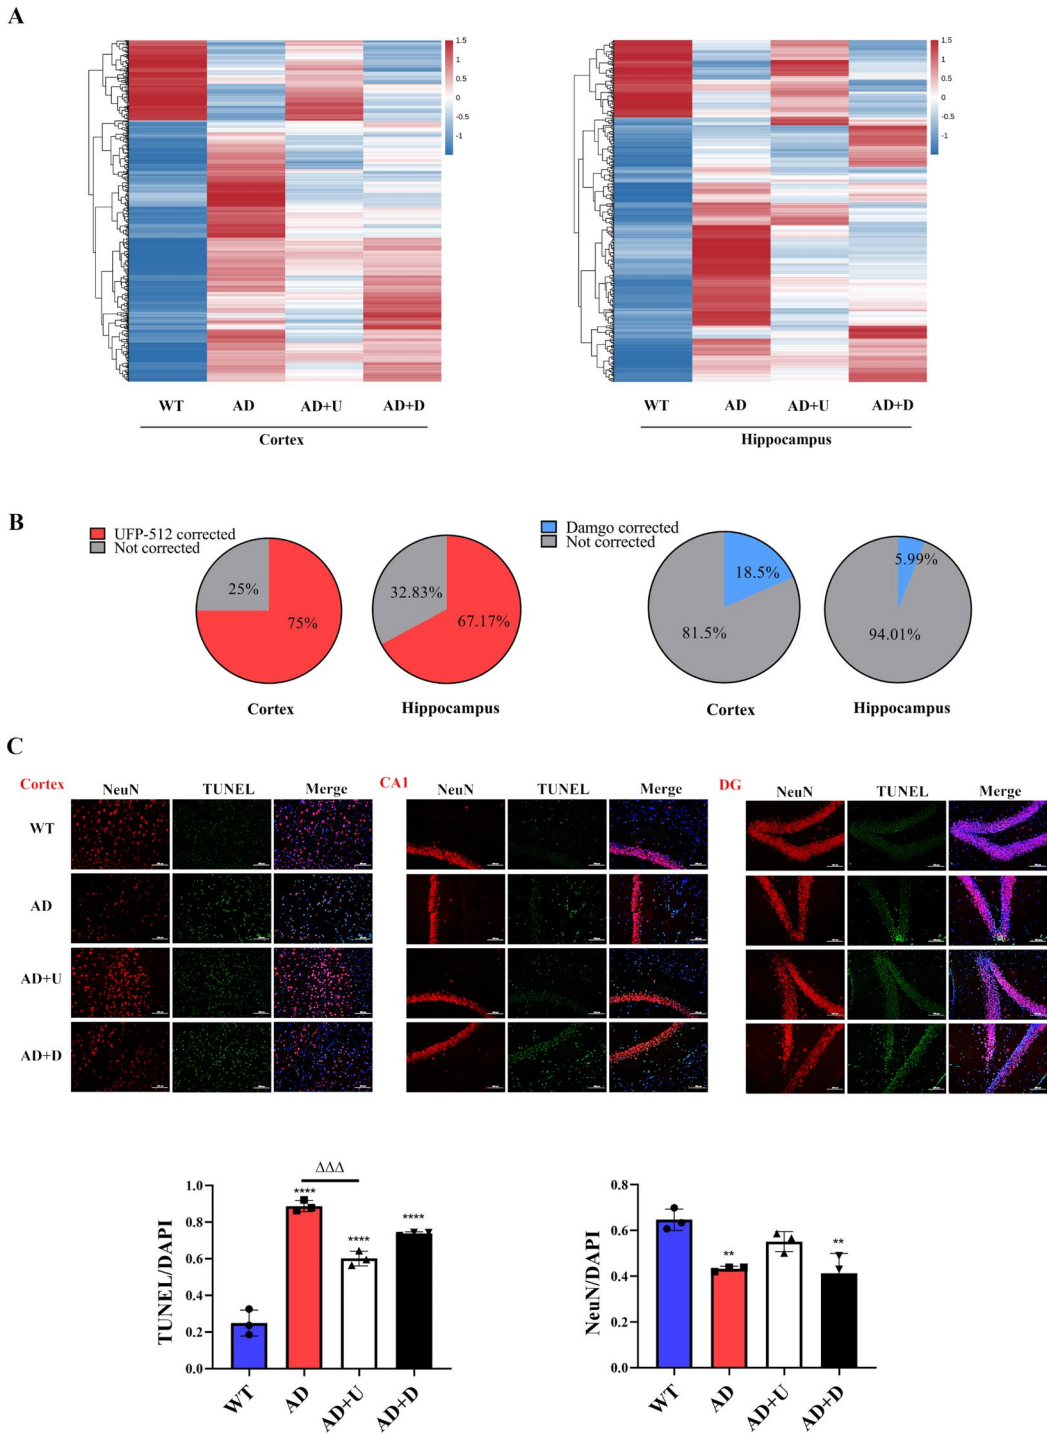 A
1.5
1
0.5
0
-0.5
-1
WT AD AD+U AD+D
Cortex
1.5
1
0.5
0
-0.5
-1
WT AD AD+U AD+D
Hippocampus
B
UFP-512 corrected
Not corrected
25%
75%
Cortex
32.83%
67.17%
Hippocampus
Damgo corrected
Not corrected
18.5%
81.5%
Cortex
5.99%
94.01%
Hippocampus
C
Cortex
NeuN TUNEL Merge
CA1
NeuN TUNEL Merge
DG
NeuN TUNEL Merge
WT
AD
AD+U
AD+D
TUNEL/DAPI
1.0
0.8
0.6
0.4
0.2
0.0
ΔΔΔ
****
****
****
WT AD AD+U AD+D
NeuN/DAPI
0.8
0.6
0.4
0.2
0.0
**
**
WT AD AD+U AD+D